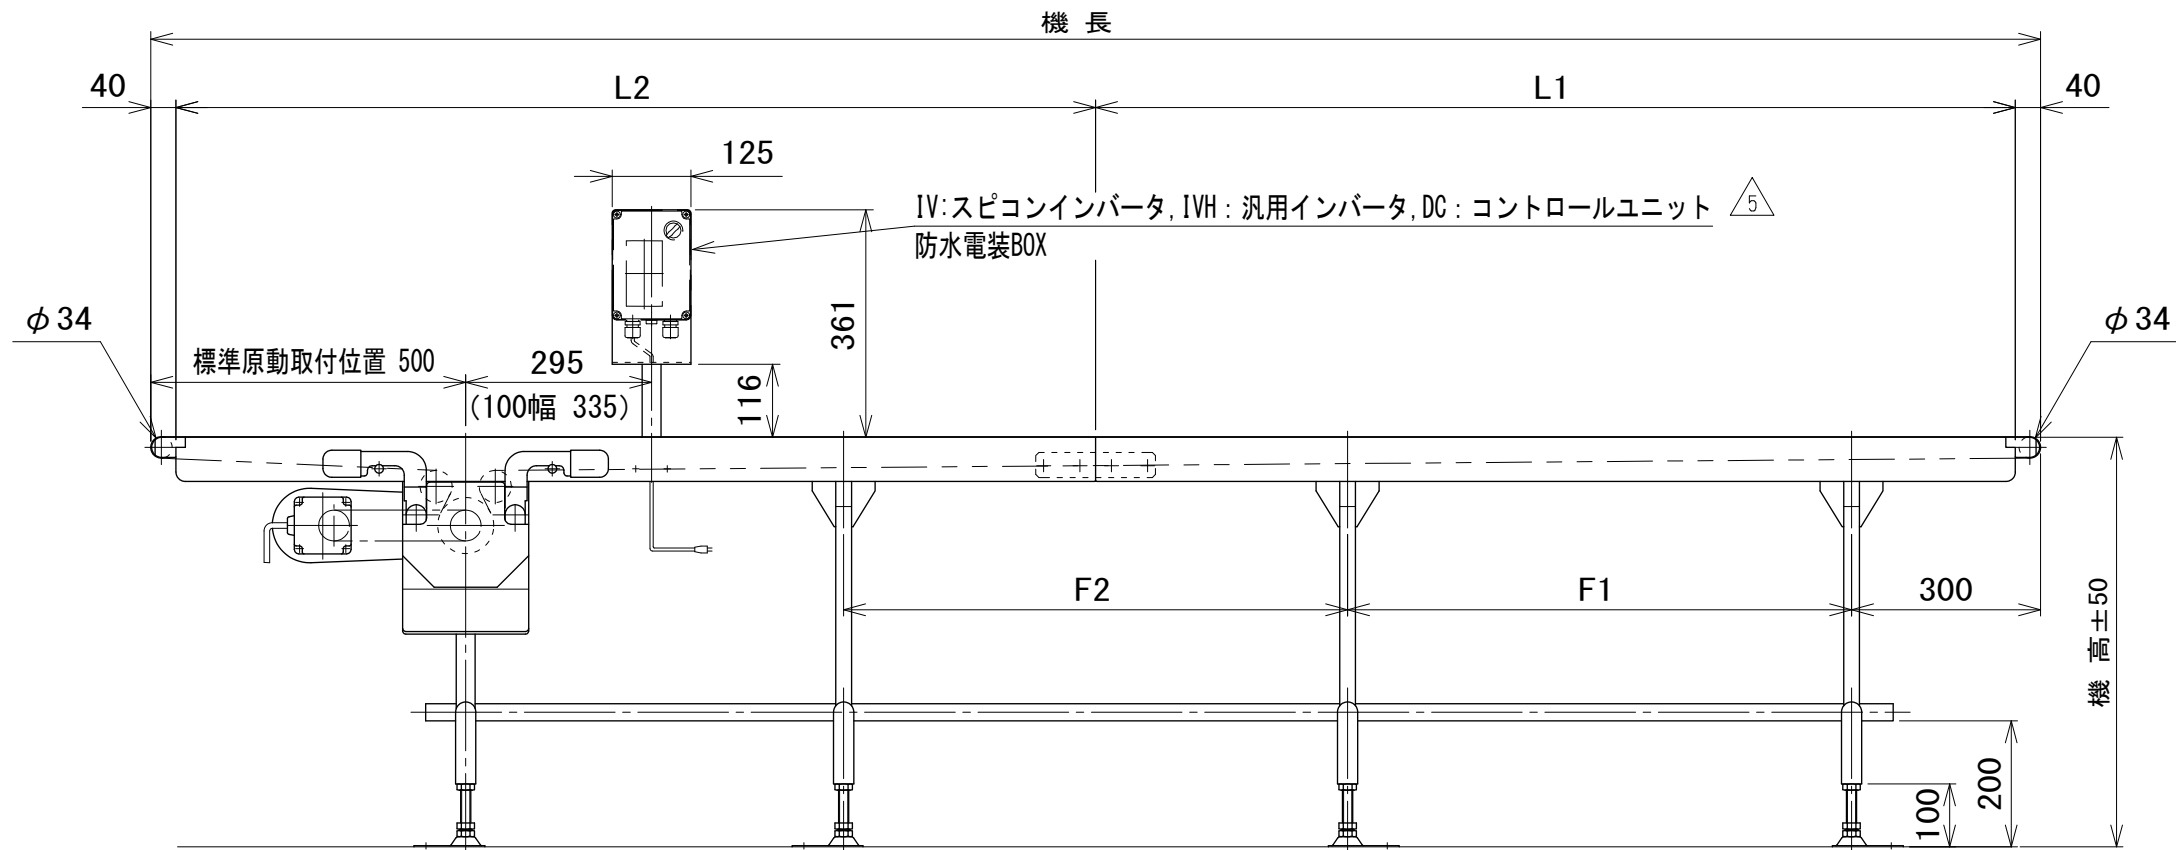 機 長
40
L2
L1
40
125
IV:スピコンインバータ,IVH：汎用インバータ,DC：コントロールユニット
5
防水電装BOX
φ34
361
φ34
標準原動取付位置 500
295
(100幅 335)
116
F2
F1
300
機 高±50
200
100